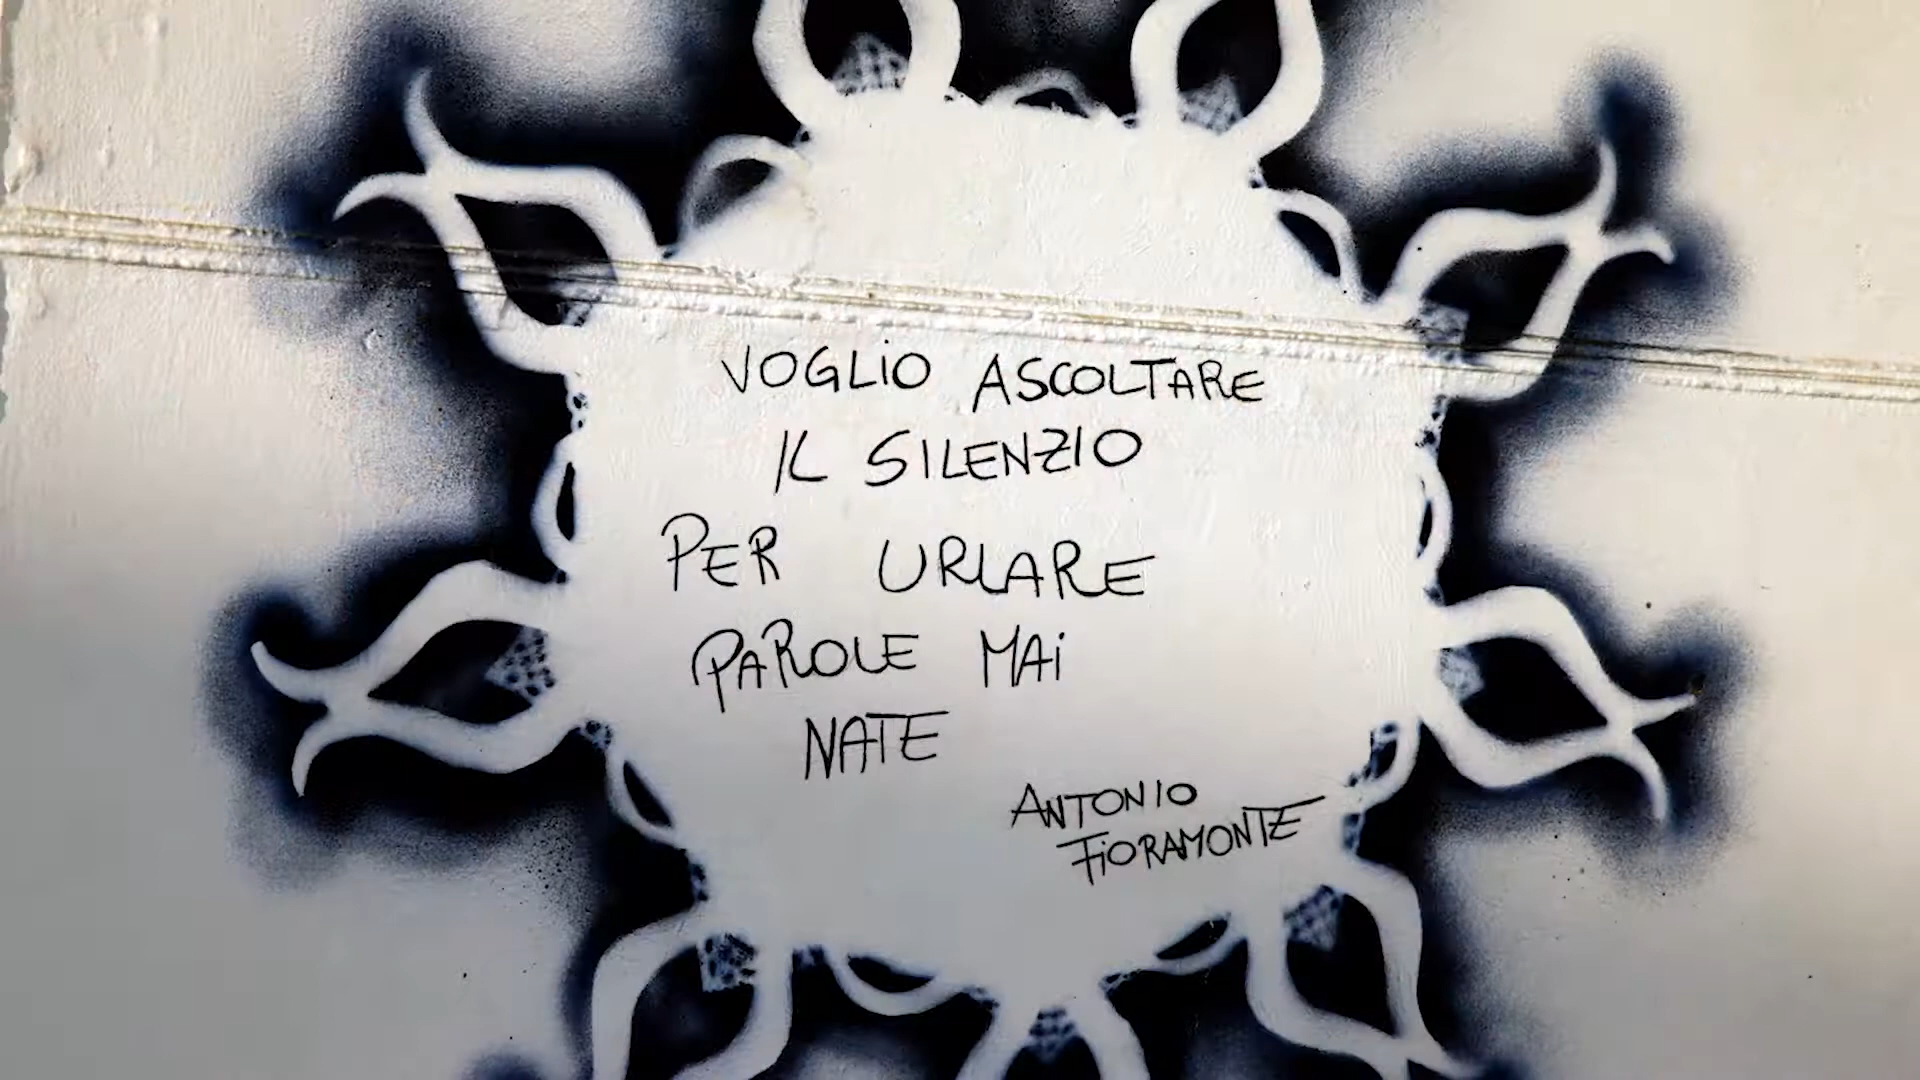 VOGLiO ASCOLTARE
IL SILENZIO
PER URLARE
PAROLE MAi
NATE
ANTONIO
FiORAMONTE